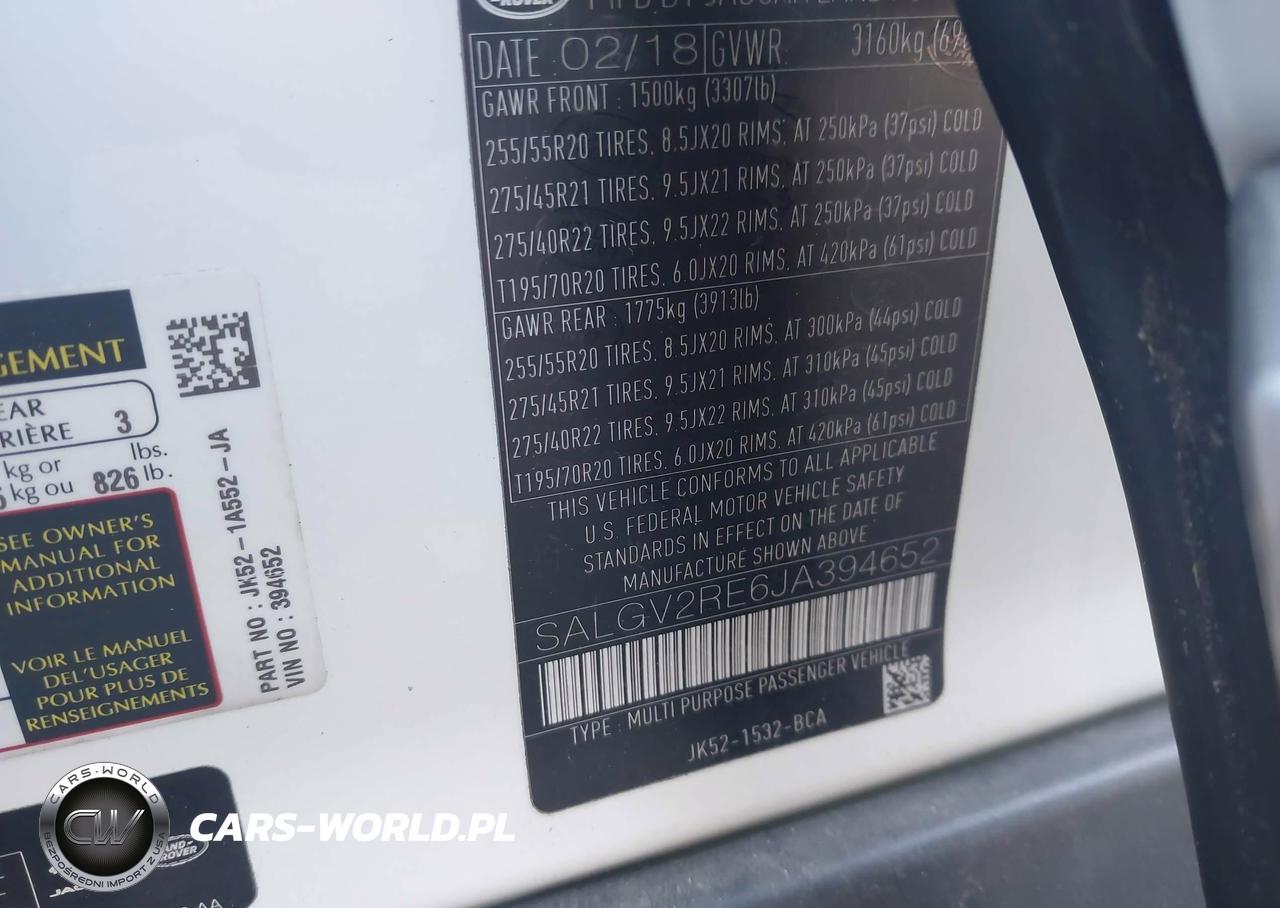 DATE : 02/18 GVWR 3160kg
GAWR FRONT : 1500kg (3307lb)
255/55R20 TIRES, 8.5JX20 RIMS, AT 250kPa (37psi) COLD
275/45R21 TIRES, 9.5JX21 RIMS, AT 250kPa (37psi) COLD
275/40R22 TIRES, 9.5JX22 RIMS, AT 250kPa (37psi) COLD
T195/70R20 TIRES, 6.0JX20 RIMS, AT 420kPa (61psi) COLD
GAWR REAR : 1775kg (3913lb)
255/55R20 TIRES, 8.5JX20 RIMS, AT 300kPa (44psi) COLD
275/45R21 TIRES, 9.5JX21 RIMS, AT 310kPa (45psi) COLD
275/40R22 TIRES, 9.5JX22 RIMS, AT 310kPa (45psi) COLD
T195/70R20 TIRES, 6.0JX20 RIMS, AT 420kPa (61psi) COLD
THIS VEHICLE CONFORMS TO ALL APPLICABLE
U.S. FEDERAL MOTOR VEHICLE SAFETY
STANDARDS IN EFFECT ON THE DATE OF
MANUFACTURE SHOWN ABOVE
SALGV2RE6JA394652
TYPE : MULTI PURPOSE PASSENGER VEHICLE
JK52-1532-BCA
GEMENT
EAR
RIÈRE 3
kg or lbs.
kg ou 826 lb.
SEE OWNER'S
MANUAL FOR
ADDITIONAL
INFORMATION
VOIR LE MANUEL
DEL'USAGER
POUR PLUS DE
RENSEIGNEMENTS
PART NO : JK52-1A552-JA
VIN NO : 394652
CARS-WORLD
CW
BEZPOŚREDNI IMPORT Z USA
CARS-WORLD.PL
LAND-
ROVER
AA